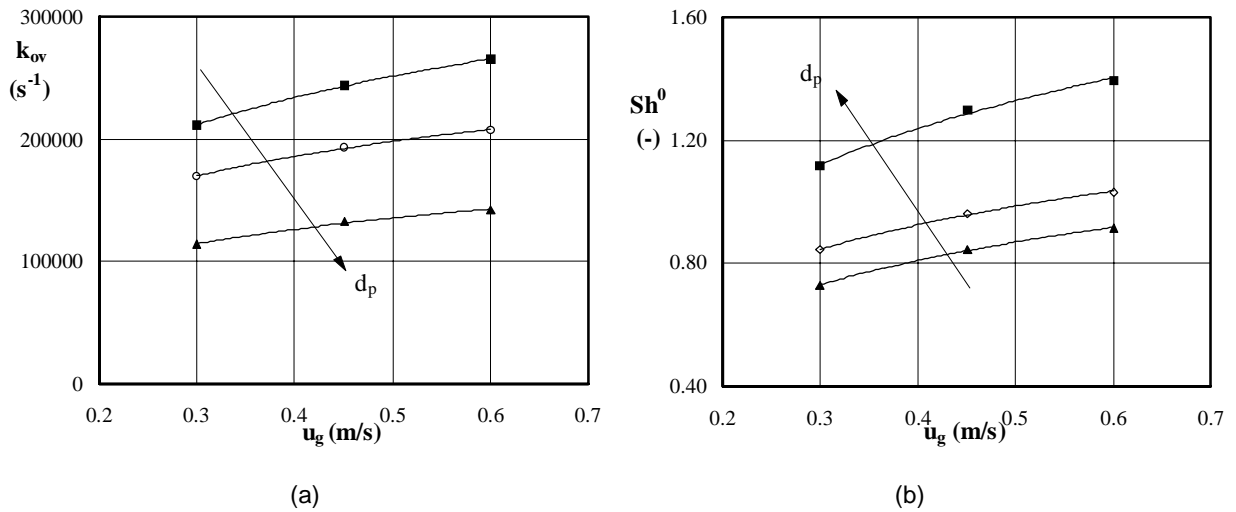 300000
k_ov
(s^-1)
200000
100000
0
d_p
0.2 0.3 0.4 0.5 0.6 0.7
u_g (m/s)
(a)
1.60
Sh^0
(-)
1.20
0.80
0.40
d_p
0.2 0.3 0.4 0.5 0.6 0.7
u_g (m/s)
(b)